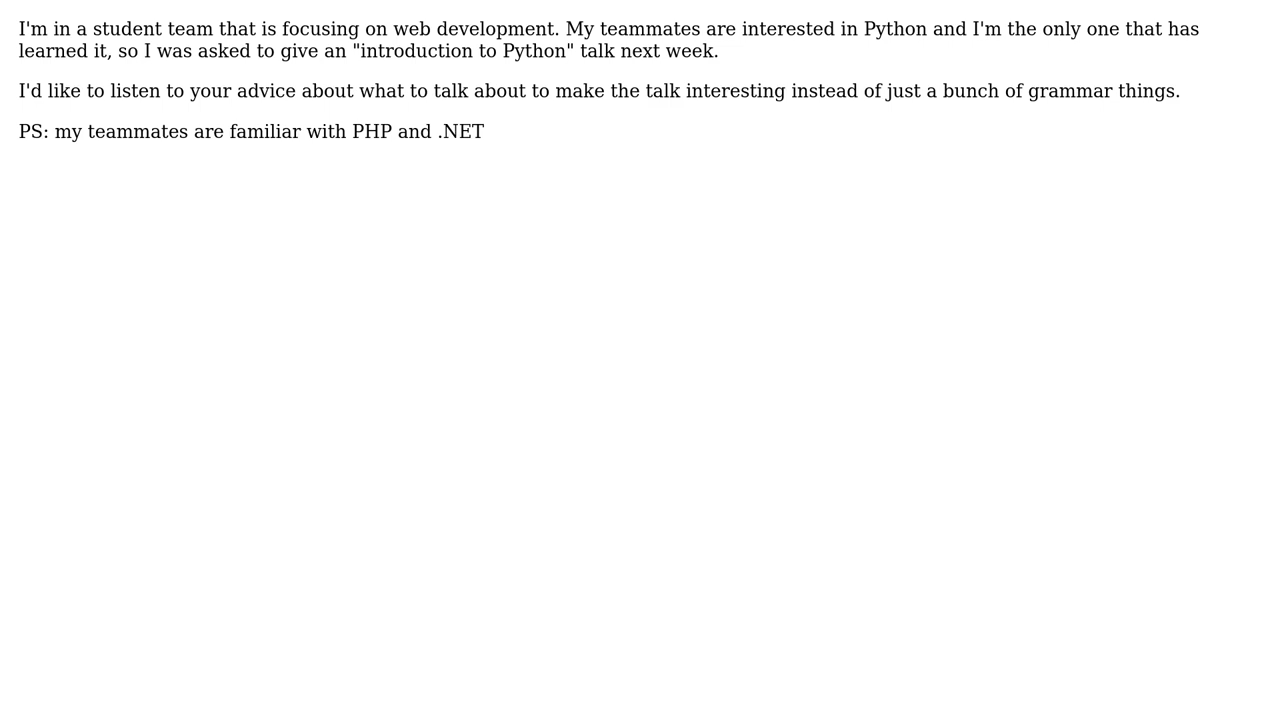 I'm in a student team that is focusing on web development. My teammates are interested in Python and I'm the only one that has
learned it, so I was asked to give an "introduction to Python" talk next week.
I'd like to listen to your advice about what to talk about to make the talk interesting instead of just a bunch of grammar things.
PS: my teammates are familiar with PHP and .NET